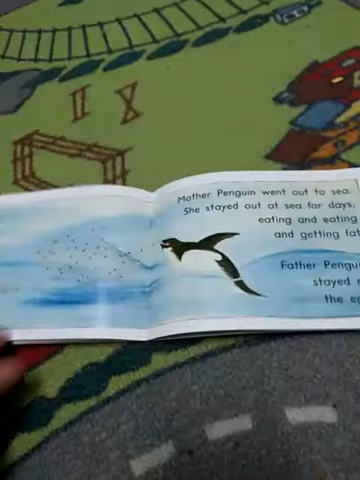 Mother Penguin went out to sea.
She stayed out at sea for days,
eating and eating
and getting fat
Father
stayed
the